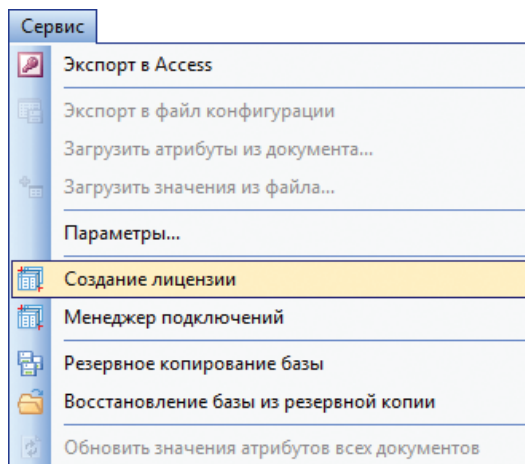 Сервис
Экспорт в Access
Экспорт в файл конфигурации
Загрузить атрибуты из документа...
Загрузить значения из файла...
Параметры...
Создание лицензии
Менеджер подключений
Резервное копирование базы
Восстановление базы из резервной копии
Обновить значения атрибутов всех документов